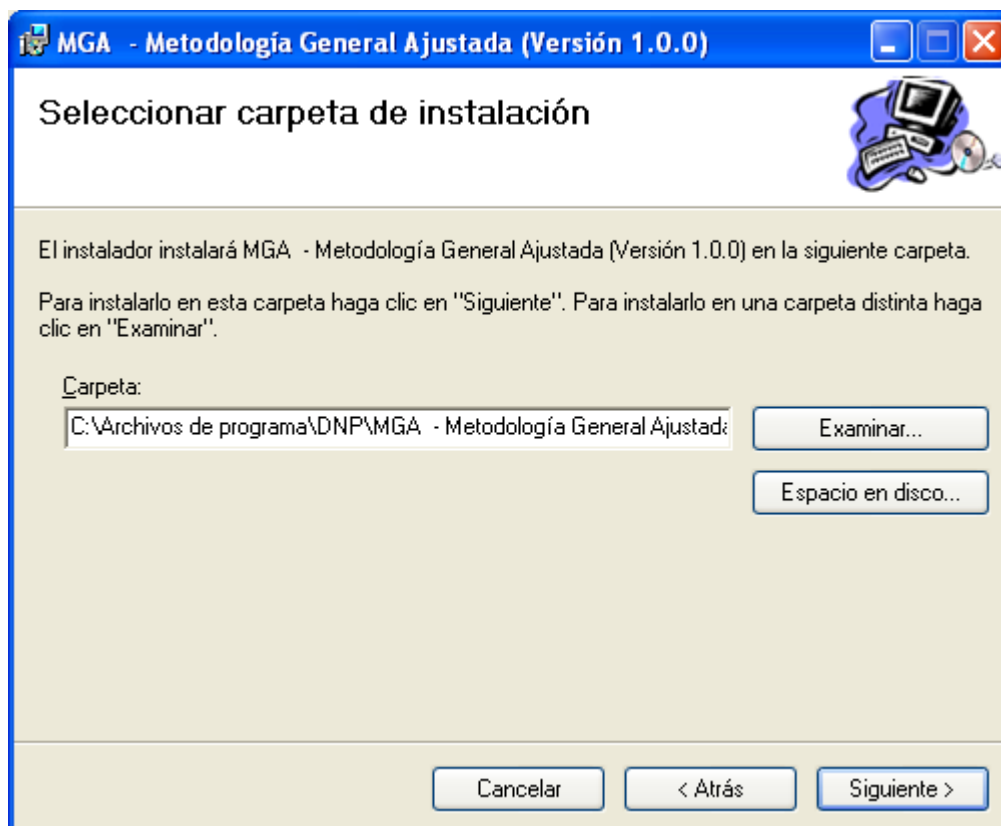 MGA  - Metodología General Ajustada (Versión 1.0.0)
Seleccionar carpeta de instalación
El instalador instalará MGA  - Metodología General Ajustada (Versión 1.0.0) en la siguiente carpeta.
Para instalarlo en esta carpeta haga clic en "Siguiente". Para instalarlo en una carpeta distinta haga
clic en "Examinar".
Carpeta:
C:\Archivos de programa\DNP\MGA  - Metodología General Ajustada
Examinar...
Espacio en disco...
Cancelar
< Atrás
Siguiente >